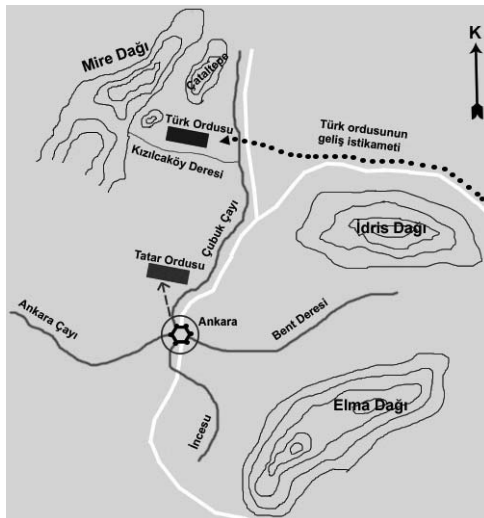 K
Mire Dağı
Çataltepe
Türk Ordusu
Türk ordusunun
geliş istikameti
Kızılcaköy Deresi
Çubuk Çayı
İdris Dağı
Tatar Ordusu
Ankara Çayı
Ankara
Bent Deresi
İncesu
Elma Dağı